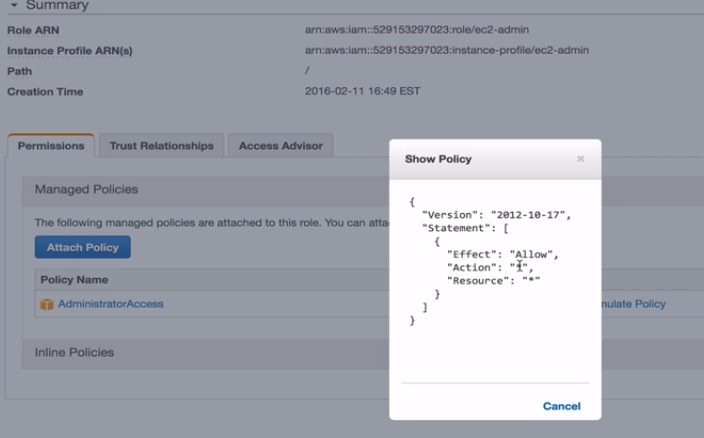 Summary
Role ARN arn:aws:iam::529153297023:role/ec2-admin
Instance Profile ARN(s) arn:aws:iam::529153297023:instance-profile/ec2-admin
Path /
Creation Time 2016-02-11 16:49 EST
Permissions Trust Relationships Access Advisor
Managed Policies
The following managed policies are attached to this role. You can
Attach Policy
Policy Name
AdministratorAccess
Policy
Inline Policies
Show Policy ×
{
"Version": "2012-10-17",
"Statement": [
{
"Effect": "Allow",
"Action": "*",
"Resource": "*"
}
]
}
Cancel